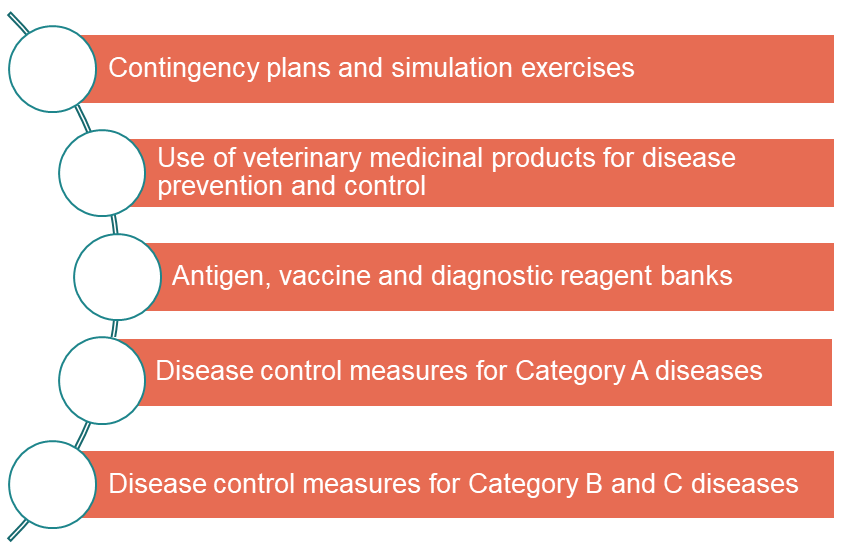 Contingency plans and simulation exercises
Use of veterinary medicinal products for disease
prevention and control
Antigen, vaccine and diagnostic reagent banks
Disease control measures for Category A diseases
Disease control measures for Category B and C diseases